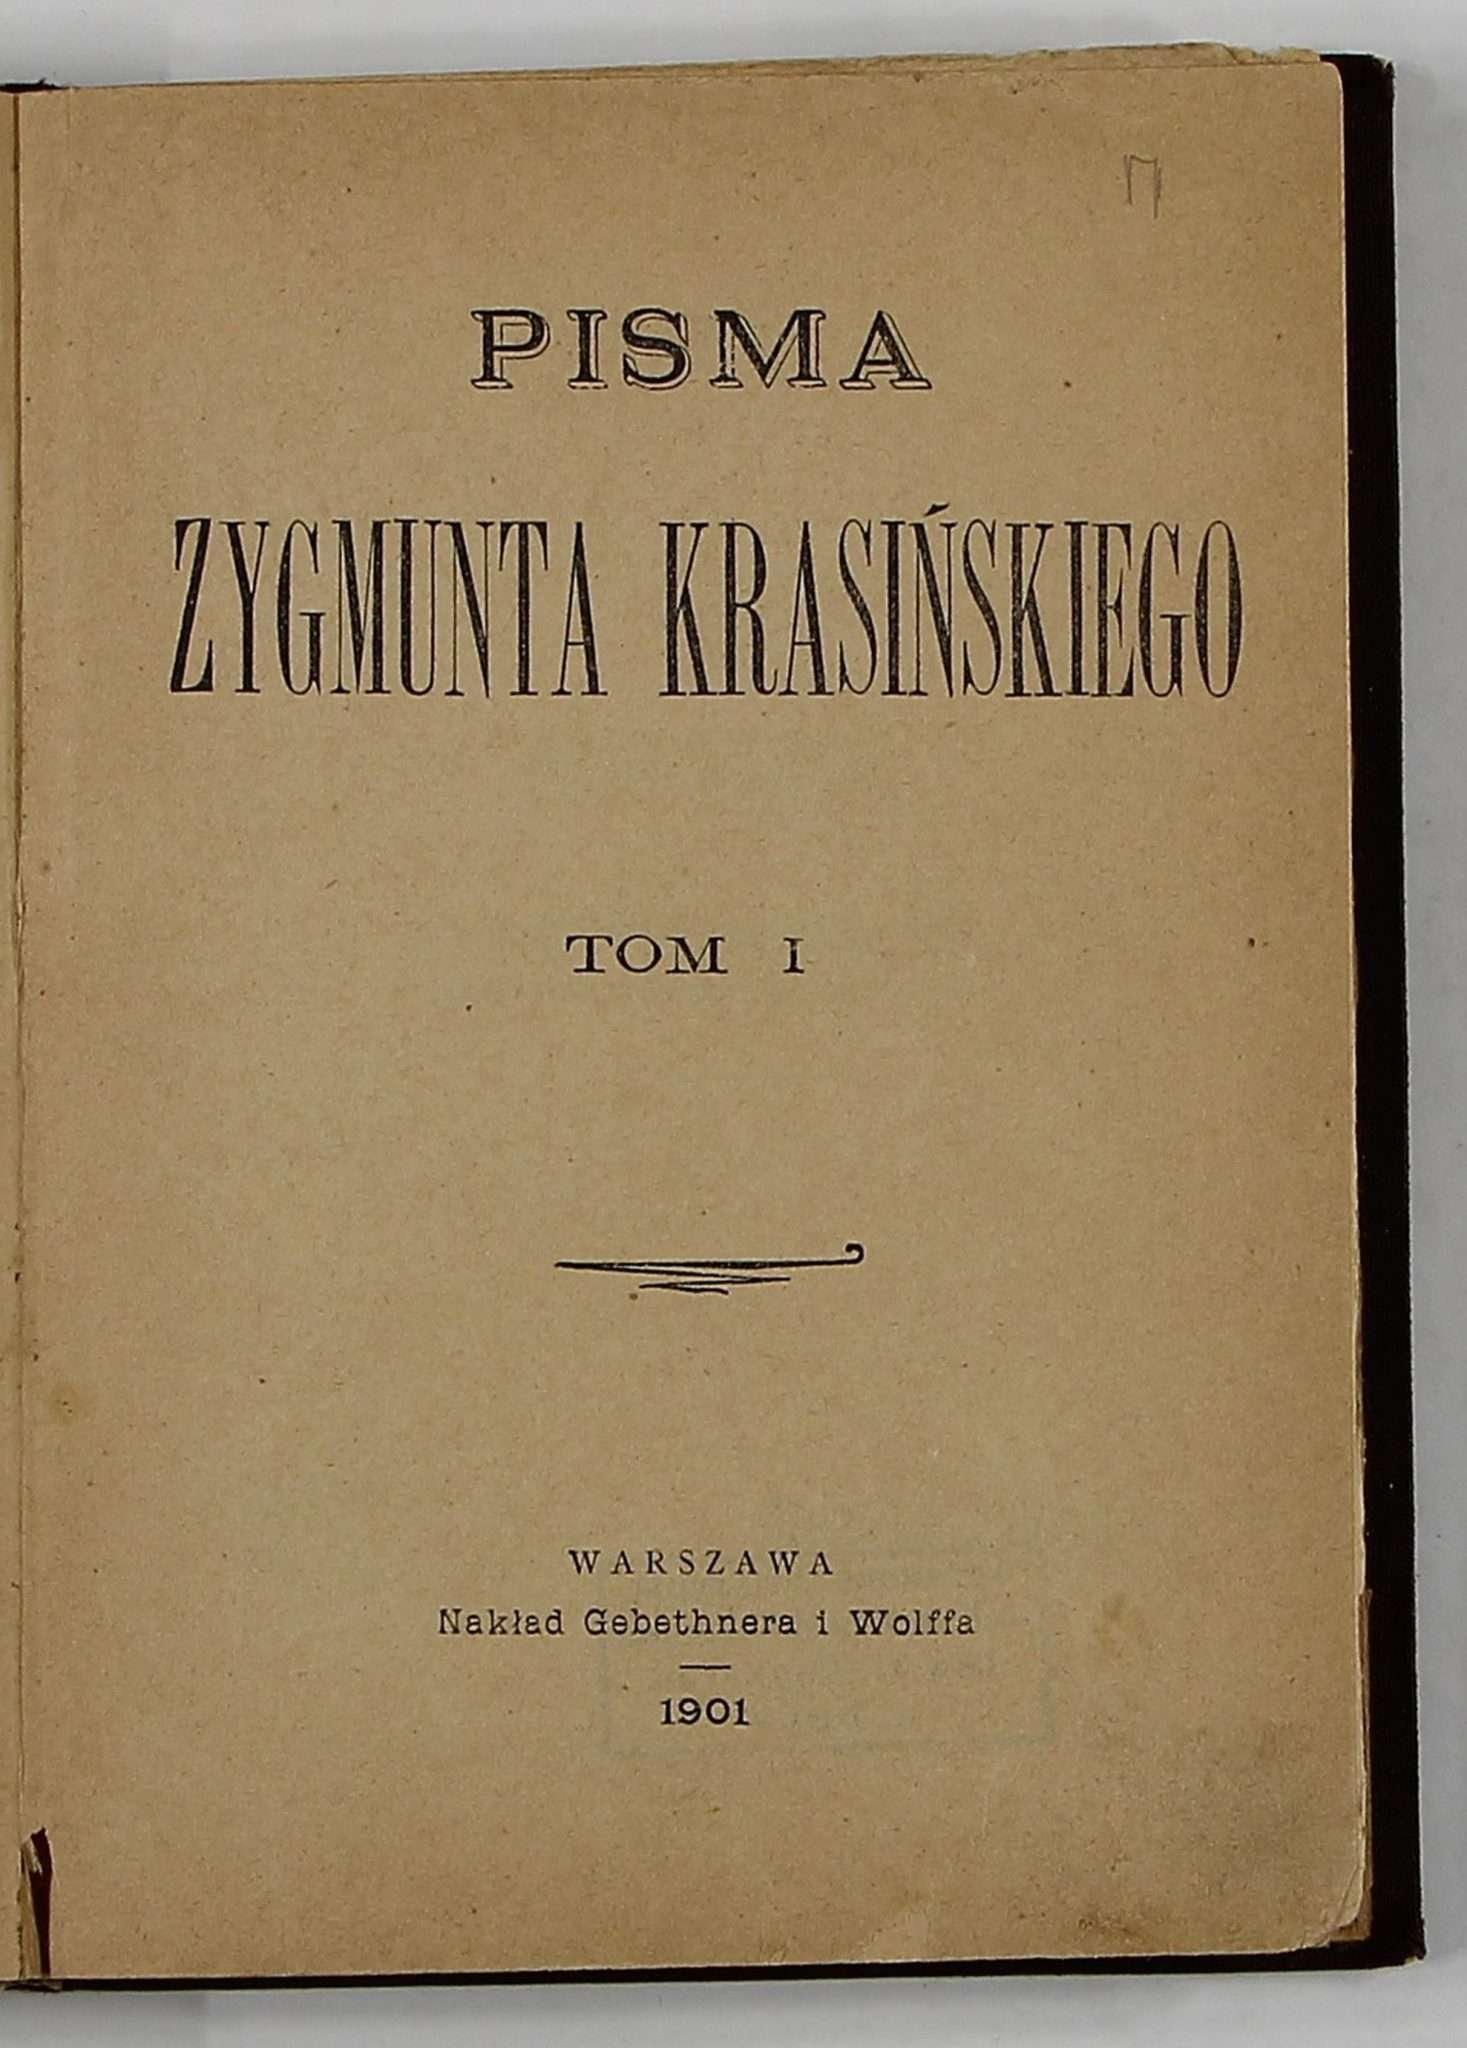 PISMA
ZYGMUNTA KRASIŃSKIEGO
TOM I
WARSZAWA
Nakład Gebethnera i Wolffa
1901